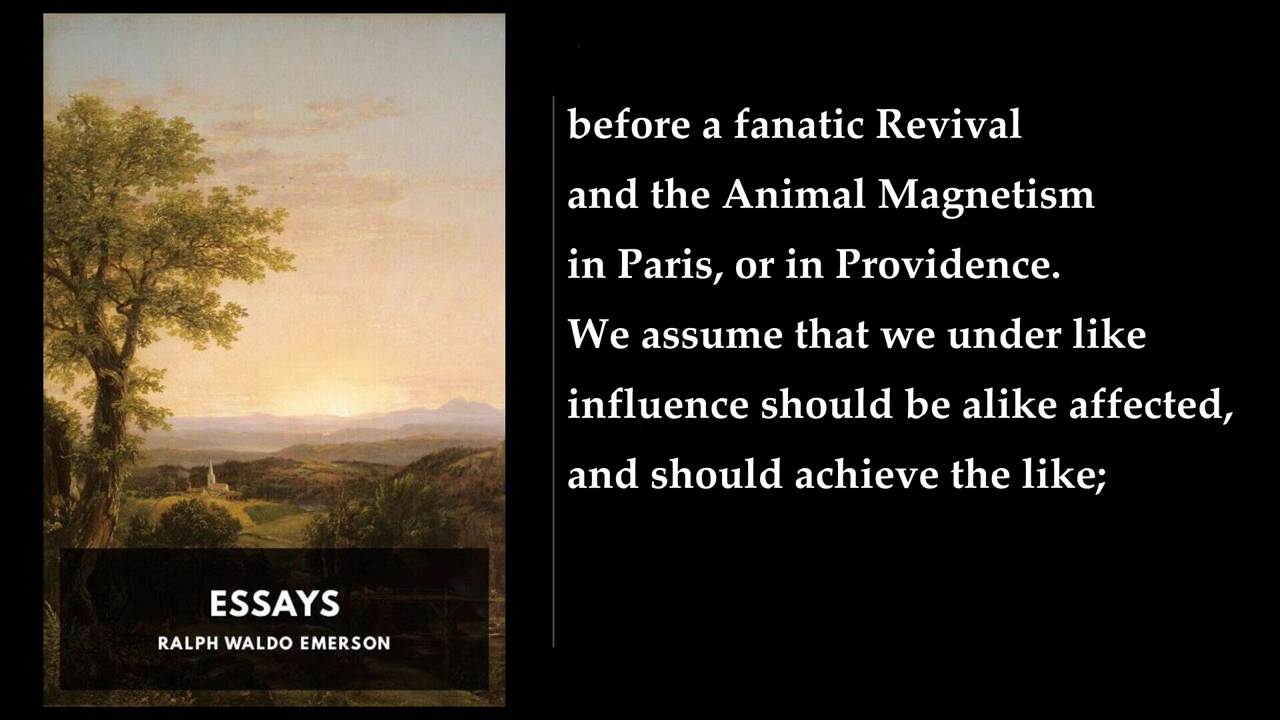 before a fanatic Revival
and the Animal Magnetism
in Paris, or in Providence.
We assume that we under like
influence should be alike affected,
and should achieve the like;
ESSAYS
RALPH WALDO EMERSON